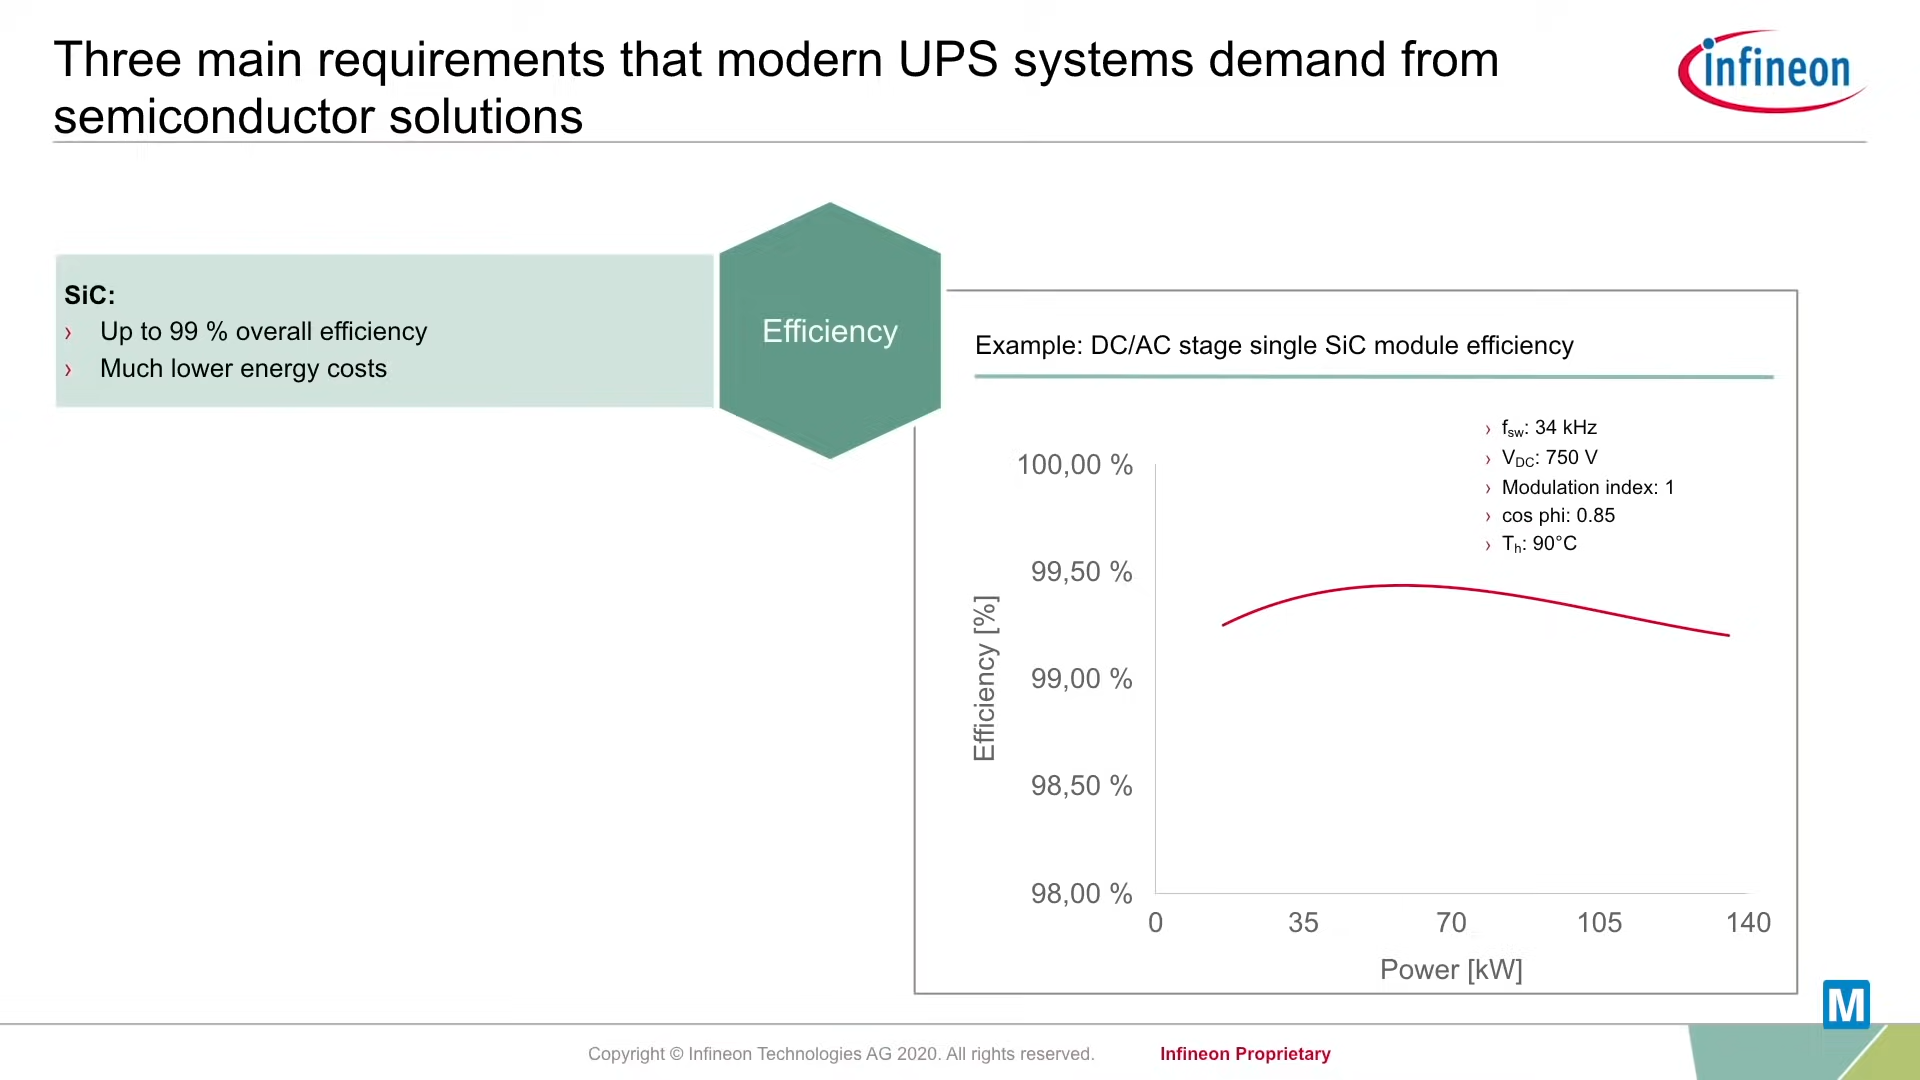 Three main requirements that modern UPS systems demand from
semiconductor solutions
infineon
SiC:
› Up to 99 % overall efficiency
› Much lower energy costs
Efficiency
Example: DC/AC stage single SiC module efficiency
› fsw: 34 kHz
› VDC: 750 V
› Modulation index: 1
› cos phi: 0.85
› Th: 90°C
100,00 %
99,50 %
99,00 %
98,50 %
98,00 %
Efficiency [%]
0 35 70 105 140
Power [kW]
M
Copyright © Infineon Technologies AG 2020. All rights reserved. Infineon Proprietary